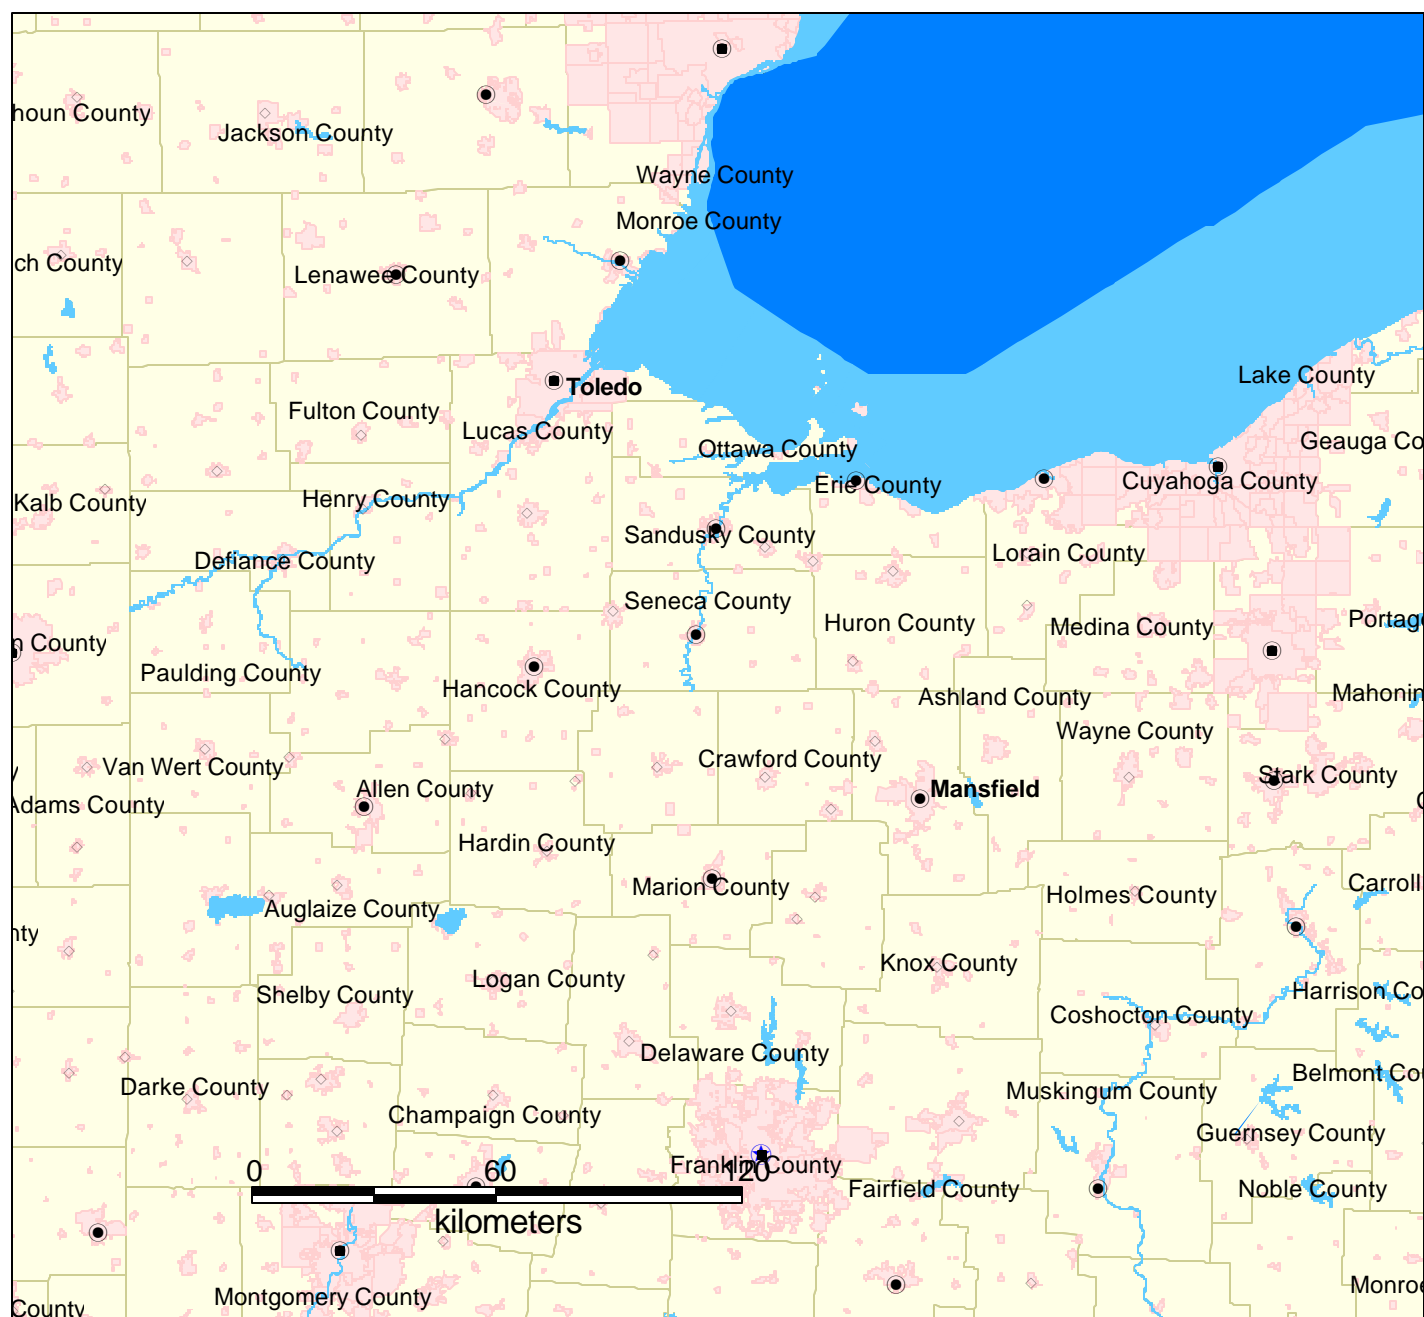 houn County
Jackson County
Wayne County
Monroe County
ch County
Lenawee County
Lake County
Toledo
Fulton County
Lucas County
Geauga Co
Ottawa County
Cuyahoga County
Erie County
Kalb County
Henry County
Sandusky County
Lorain County
Defiance County
Seneca County
Huron County
Medina County
Portage
n County
Paulding County
Hancock County
Ashland County
Mahonin
Wayne County
Crawford County
Van Wert County
Stark County
y
Allen County
Mansfield
Adams County
Hardin County
Marion County
Carroll
Holmes County
Auglaize County
nty
Knox County
Logan County
Shelby County
Harrison Co
Coshocton County
Delaware County
Belmont Cou
Darke County
Muskingum County
Champaign County
Guernsey County
Franklin County
0 60 120
kilometers
Fairfield County
Noble County
Monroe
Montgomery County
County